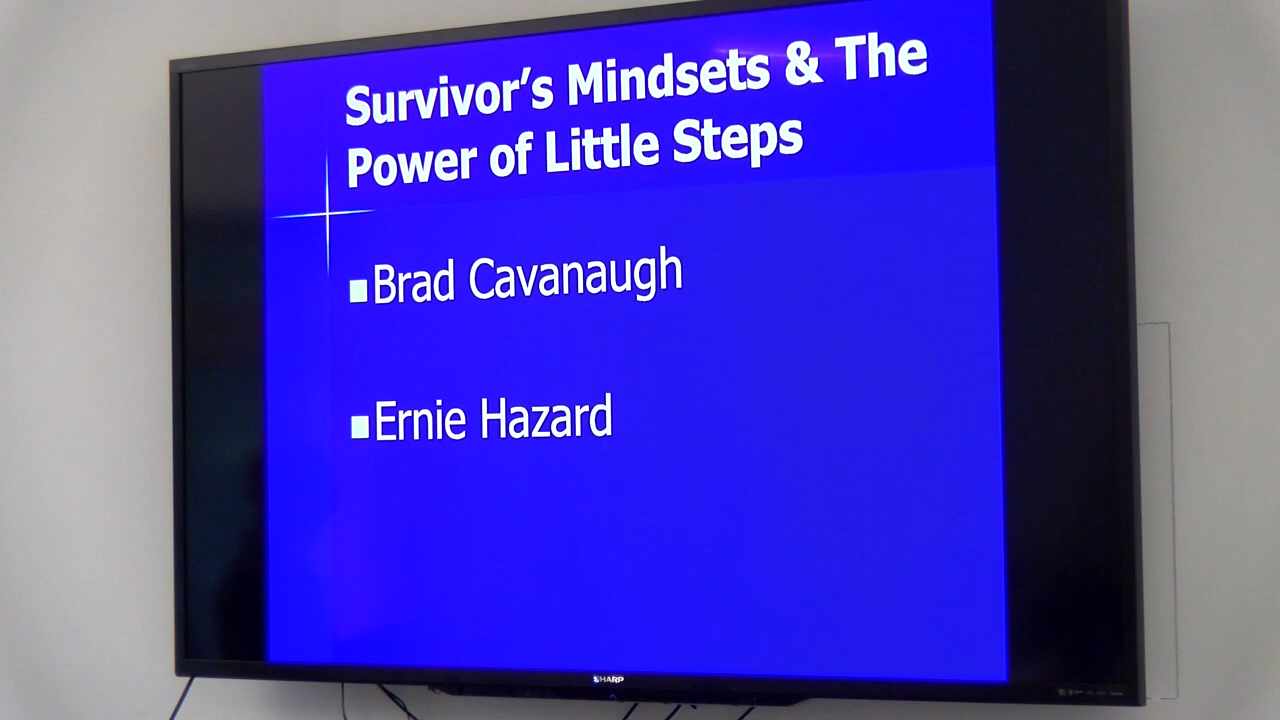 Survivor’s Mindsets & The
Power of Little Steps
■Brad Cavanaugh
■Ernie Hazard
SHARP